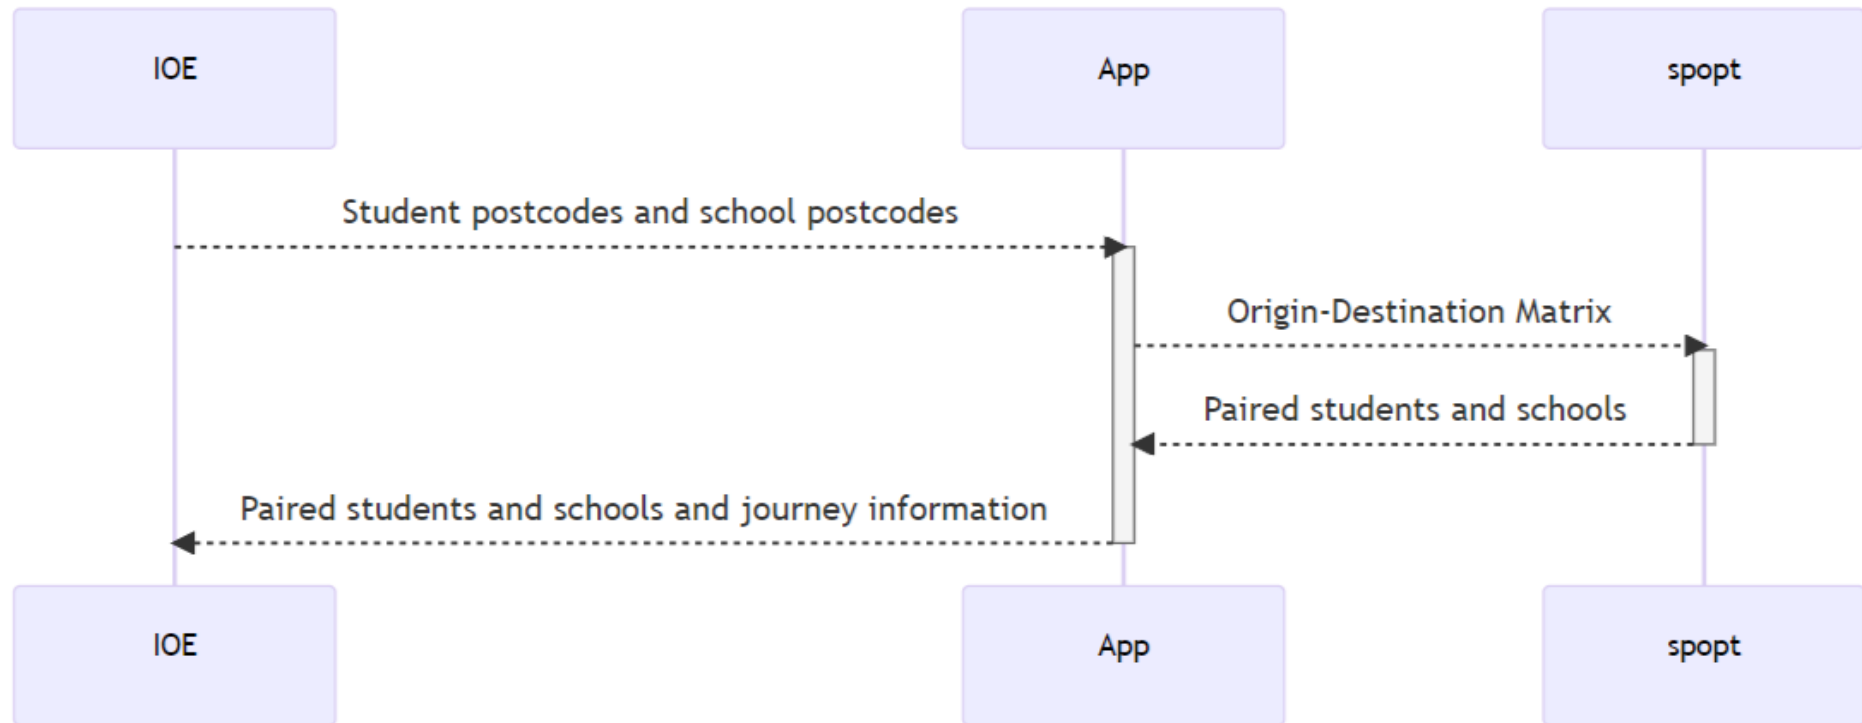 IOE
App
spopt
Student postcodes and school postcodes
Origin-Destination Matrix
Paired students and schools
Paired students and schools and journey information
IOE
App
spopt